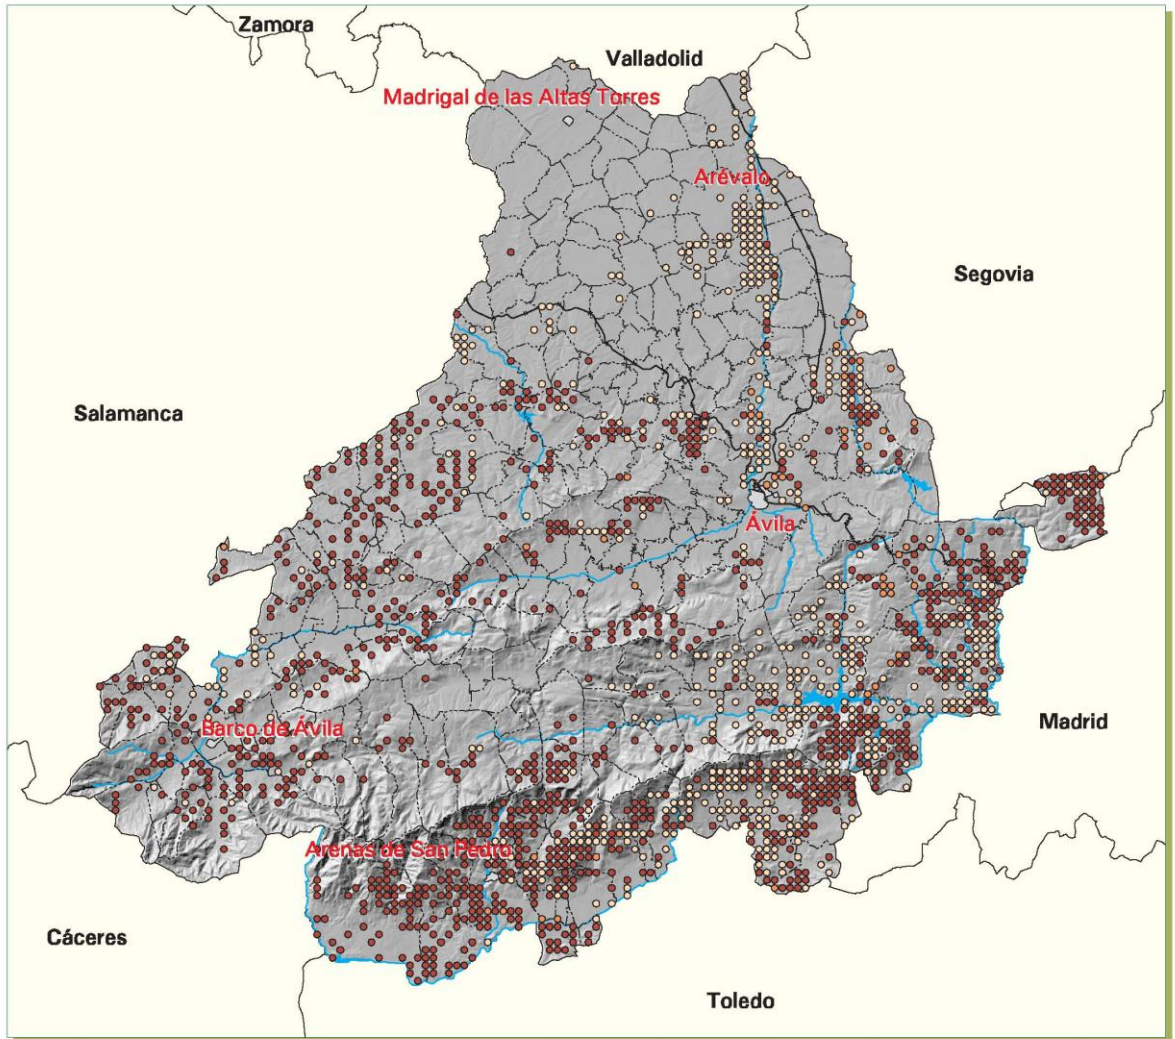 Zamora
Valladolid
Madrigal de las Altas Torres
Arévalo
Segovia
Salamanca
Ávila
Barco de Ávila
Madrid
Arenas de San Pedro
Cáceres
Toledo